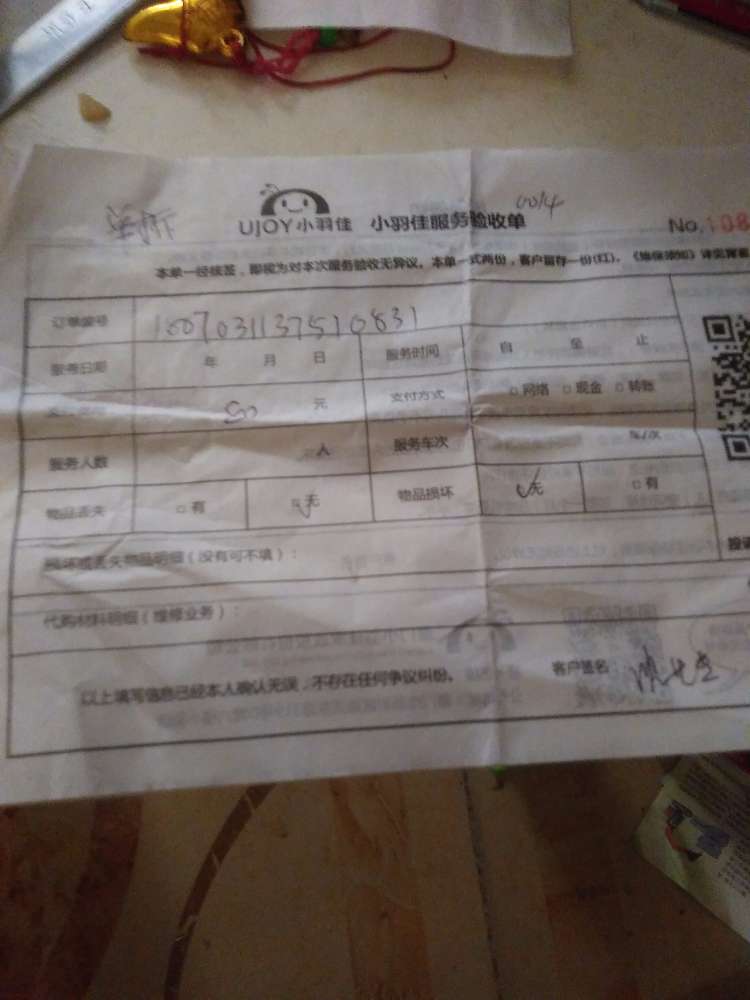 0014
UJOY小羽佳 小羽佳服务验收单 No.108
本单一经核签，即视为对本次服务验收无异议。本单一式两份，客户留存一份(红)。
订单编号 1807031137510831
服务日期 年 月 日 服务时间 自 至 止
80 元 支付方式 □网络 □现金 □转账
服务人数 人 服务车次 车/次
物品丢失 □有 □无 物品损坏 □无 □有
损坏或丢失物品明细（没有可不填）：
代购材料明细（维修业务）：
以上填写信息已经本人确认无误，不存在任何争议纠纷。 客户签名